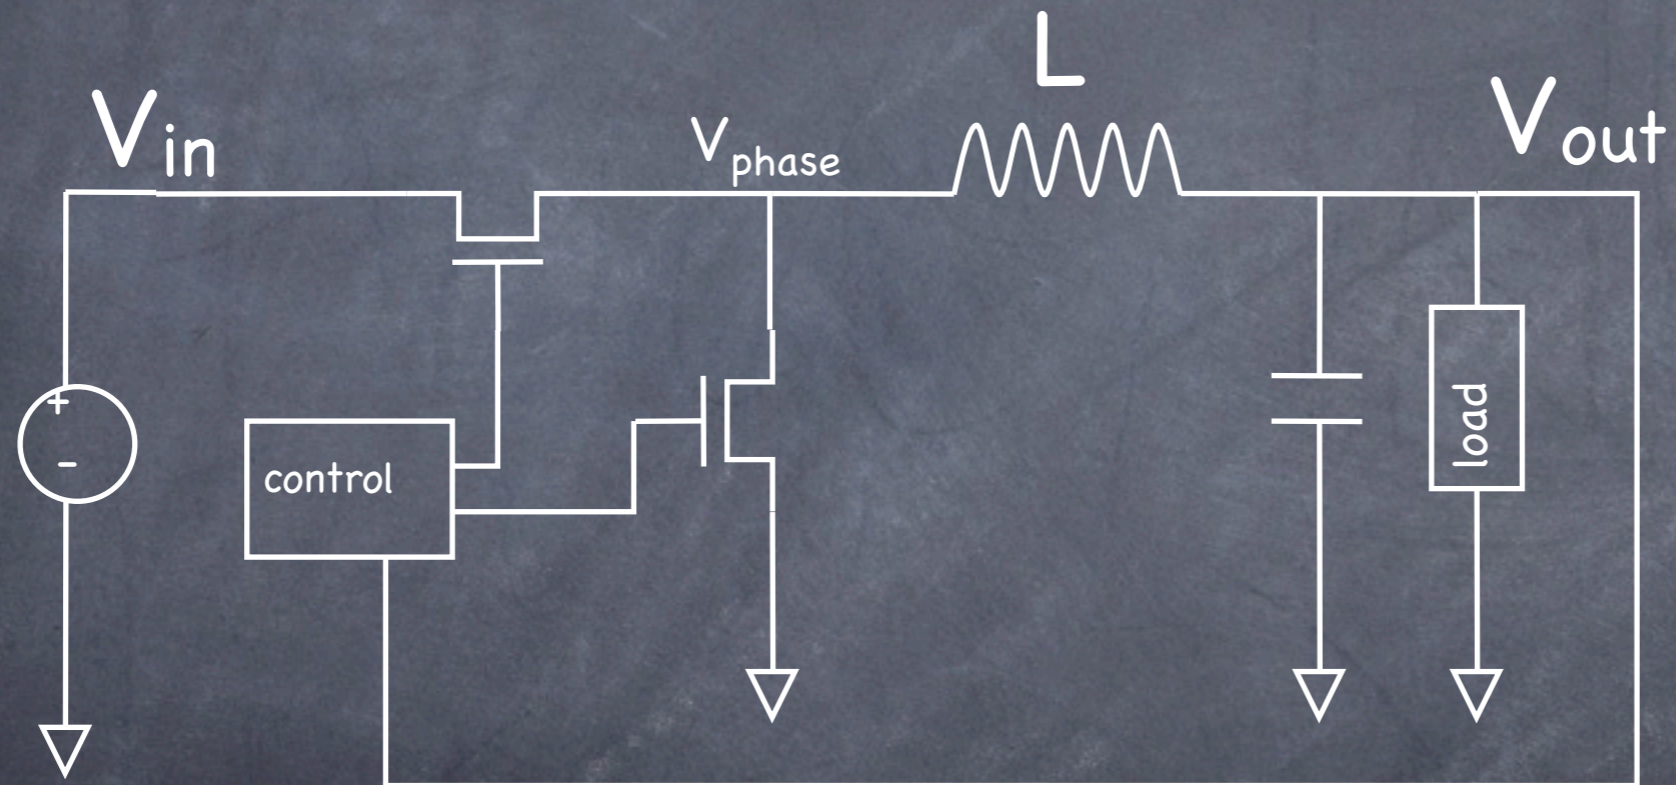 L
Vin
Vphase
Vout
+
-
control
load